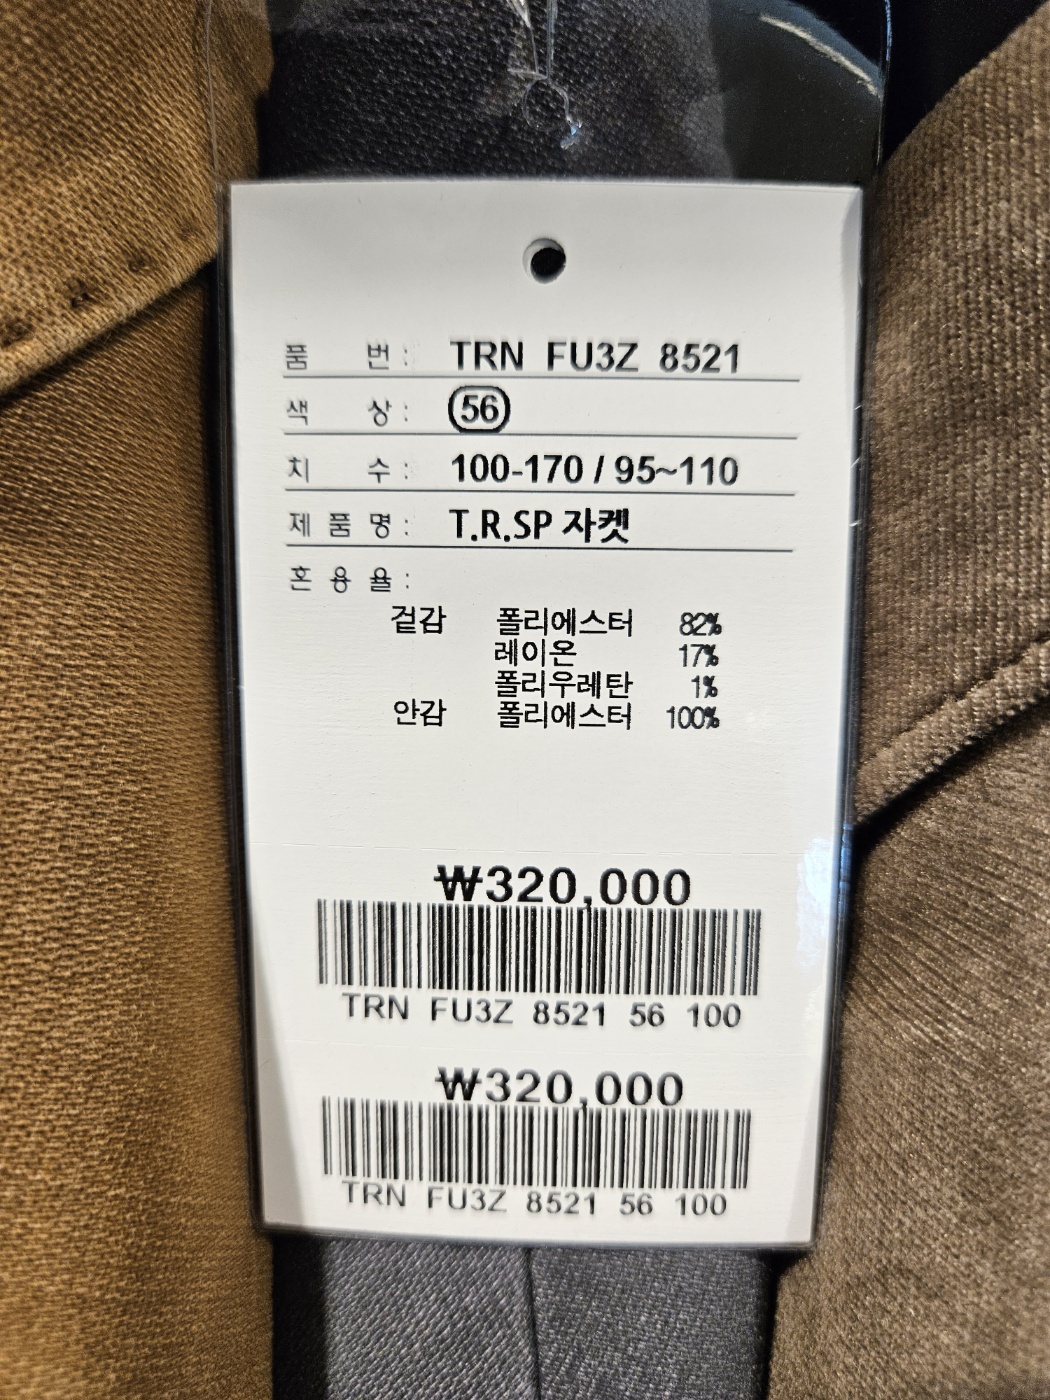 품 번 : TRN FU3Z 8521
색 상 : 56
치 수 : 100-170 / 95~110
제 품 명 : T.R.SP 자켓
혼 용 율 :
겉감 폴리에스터 82%
레이온 17%
폴리우레탄 1%
안감 폴리에스터 100%
₩320,000
TRN FU3Z 8521 56 100
₩320,000
TRN FU3Z 8521 56 100